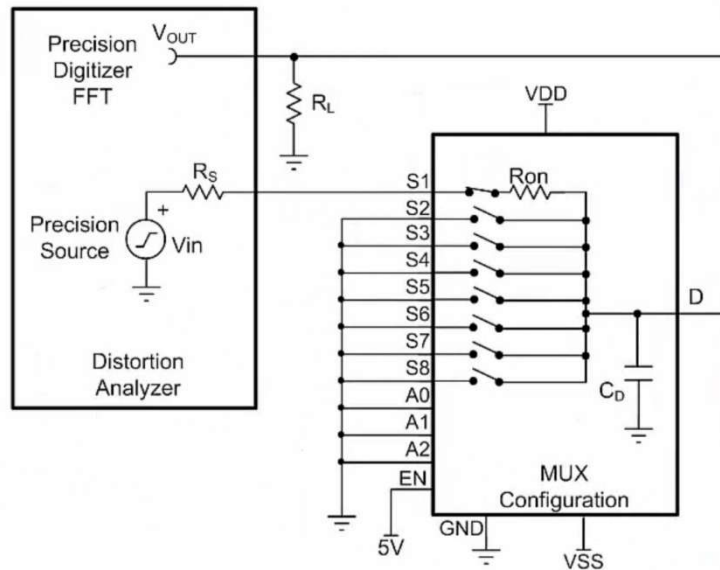 Precision
Digitizer
FFT
VOUT
RL
RS
Precision
Source
+
Vin
Distortion
Analyzer
VDD
S1
Ron
S2
S3
S4
S5
S6
S7
S8
A0
A1
A2
EN
5V
GND
VSS
D
CD
MUX
Configuration